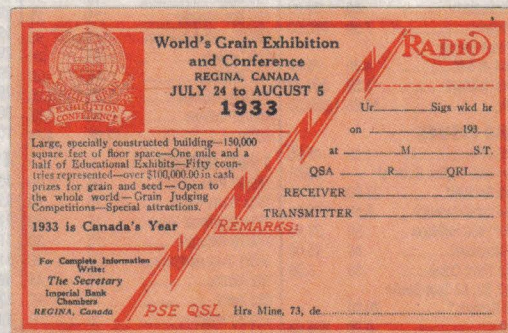 WORLD'S GRAIN
EXHIBITION
CONFERENCE
World's Grain Exhibition
and Conference
REGINA, CANADA
JULY 24 to AUGUST 5
1933
Large, specially constructed building—150,000
square feet of floor space—One mile and a
half of Educational Exhibits—Fifty coun-
tries represented—over $100,000.00 in cash
prizes for grain and seed—Open to
the whole world—Grain Judging
Competitions—Special attractions.
1933 is Canada's Year
For Complete Information
Write:
The Secretary
Imperial Bank
Chambers
REGINA, Canada
RADIO
Ur Sigs wkd hr
on 193
at M S.T.
QSA R QRI
RECEIVER
TRANSMITTER
REMARKS:
PSE QSL Hrs Mine, 73, de